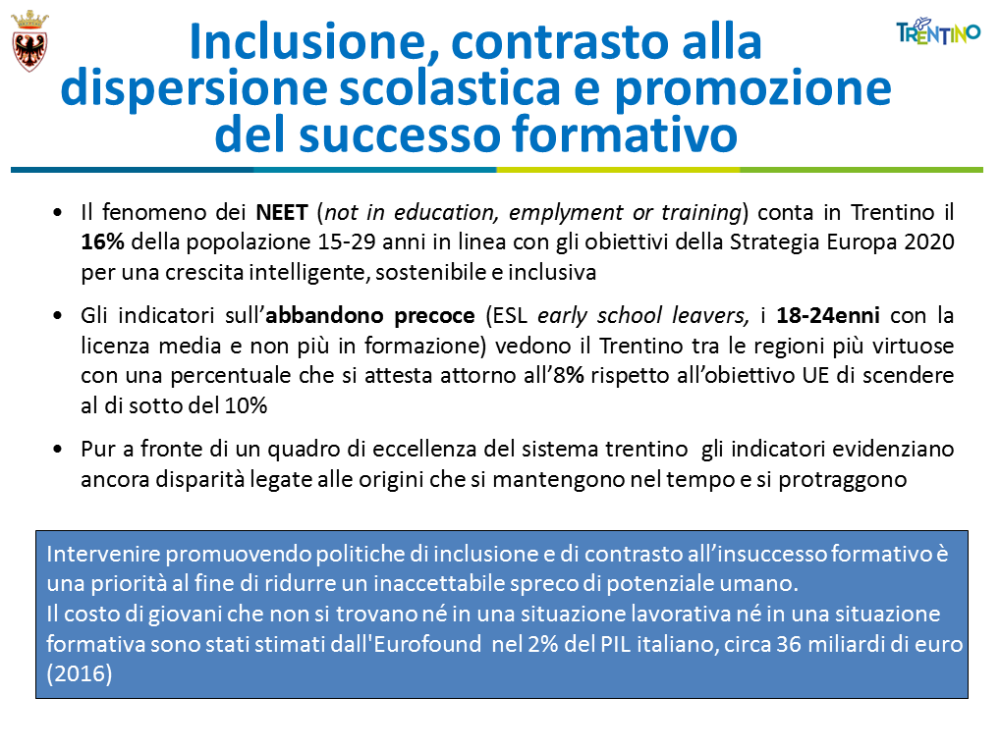 TRENTINO
Inclusione, contrasto alla
dispersione scolastica e promozione
del successo formativo
• Il fenomeno dei NEET (not in education, emplyment or training) conta in Trentino il
16% della popolazione 15-29 anni in linea con gli obiettivi della Strategia Europa 2020
per una crescita intelligente, sostenibile e inclusiva
• Gli indicatori sull’abbandono precoce (ESL early school leavers, i 18-24enni con la
licenza media e non più in formazione) vedono il Trentino tra le regioni più virtuose
con una percentuale che si attesta attorno all’8% rispetto all’obiettivo UE di scendere
al di sotto del 10%
• Pur a fronte di un quadro di eccellenza del sistema trentino gli indicatori evidenziano
ancora disparità legate alle origini che si mantengono nel tempo e si protraggono
Intervenire promuovendo politiche di inclusione e di contrasto all’insuccesso formativo è
una priorità al fine di ridurre un inaccettabile spreco di potenziale umano.
Il costo di giovani che non si trovano né in una situazione lavorativa né in una situazione
formativa sono stati stimati dall'Eurofound nel 2% del PIL italiano, circa 36 miliardi di euro
(2016)